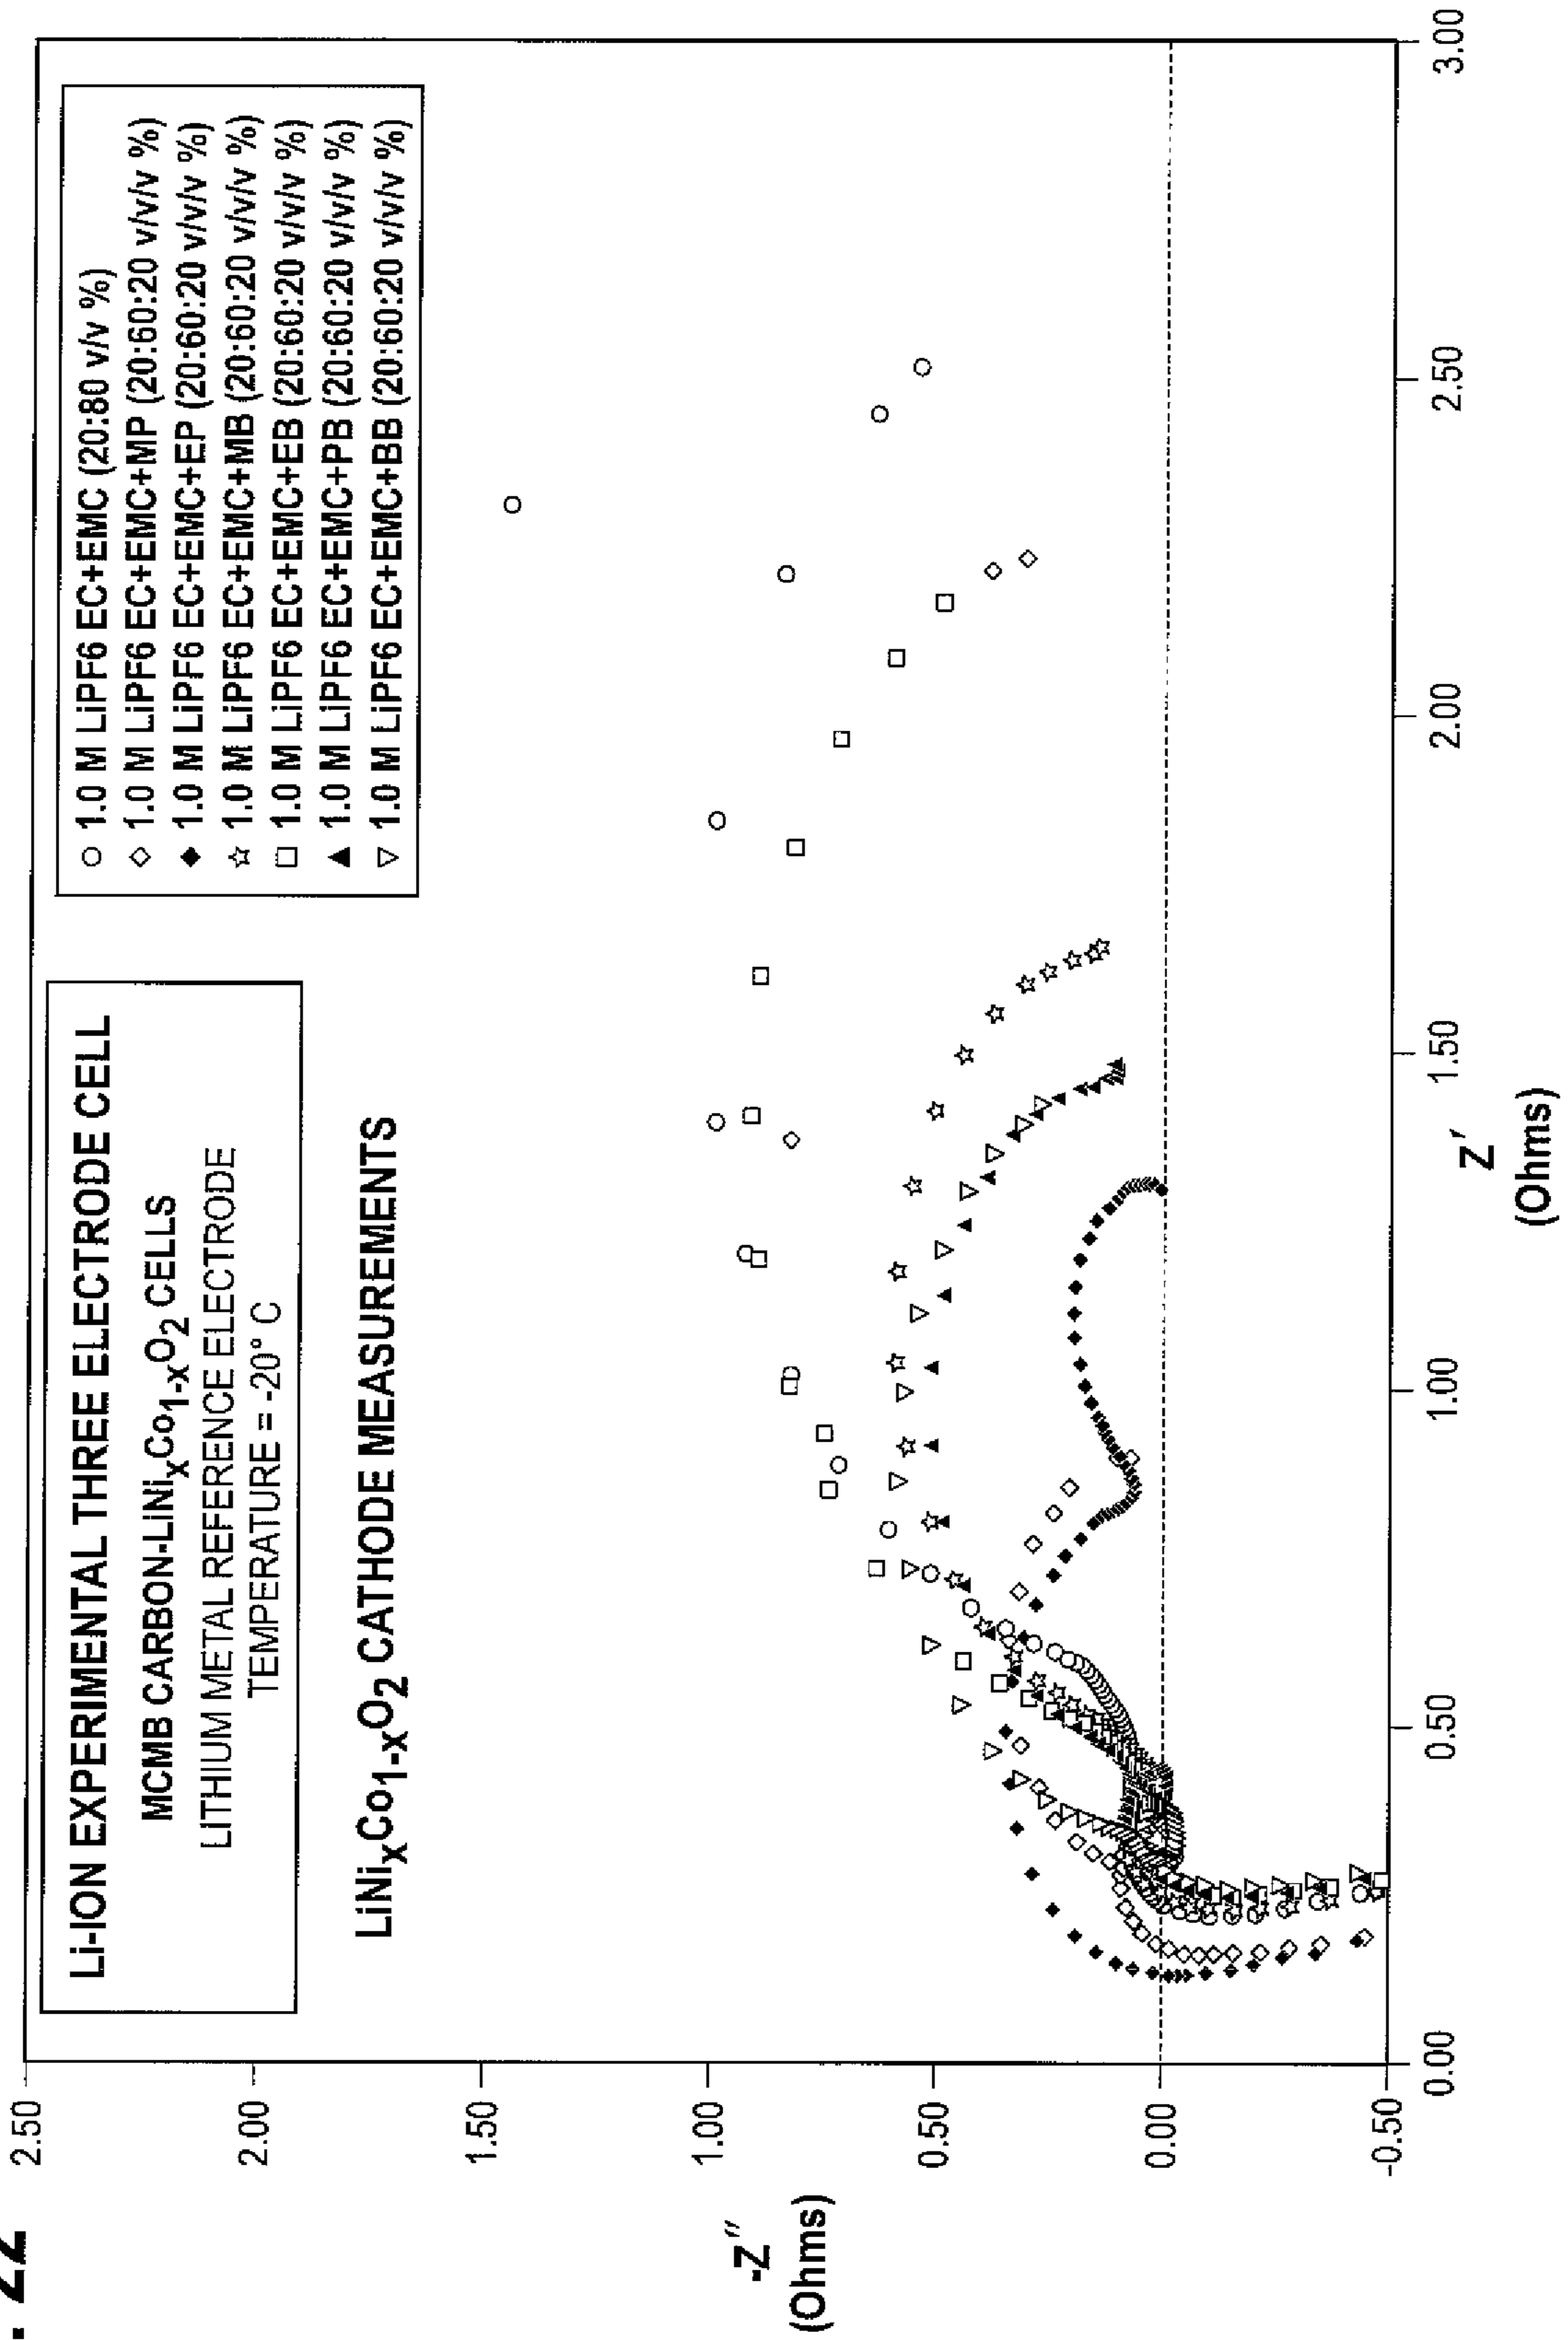 . 22
Li-ION EXPERIMENTAL THREE ELECTRODE CELL
MCMB CARBON-LiNixCo1-xO2 CELLS
LITHIUM METAL REFERENCE ELECTRODE
TEMPERATURE = -20° C
LiNixCo1-xO2 CATHODE MEASUREMENTS
1.0 M LiPF6 EC+EMC (20:80 v/v %)
1.0 M LiPF6 EC+EMC+MP (20:60:20 v/v/v %)
1.0 M LiPF6 EC+EMC+EP (20:60:20 v/v/v %)
1.0 M LiPF6 EC+EMC+MB (20:60:20 v/v/v %)
1.0 M LiPF6 EC+EMC+EB (20:60:20 v/v/v %)
1.0 M LiPF6 EC+EMC+PB (20:60:20 v/v/v %)
1.0 M LiPF6 EC+EMC+BB (20:60:20 v/v/v %)
2.50
2.00
1.50
1.00
0.50
0.00
-0.50
-Z″
(Ohms)
0.00
0.50
1.00
1.50
2.00
2.50
3.00
Z′
(Ohms)